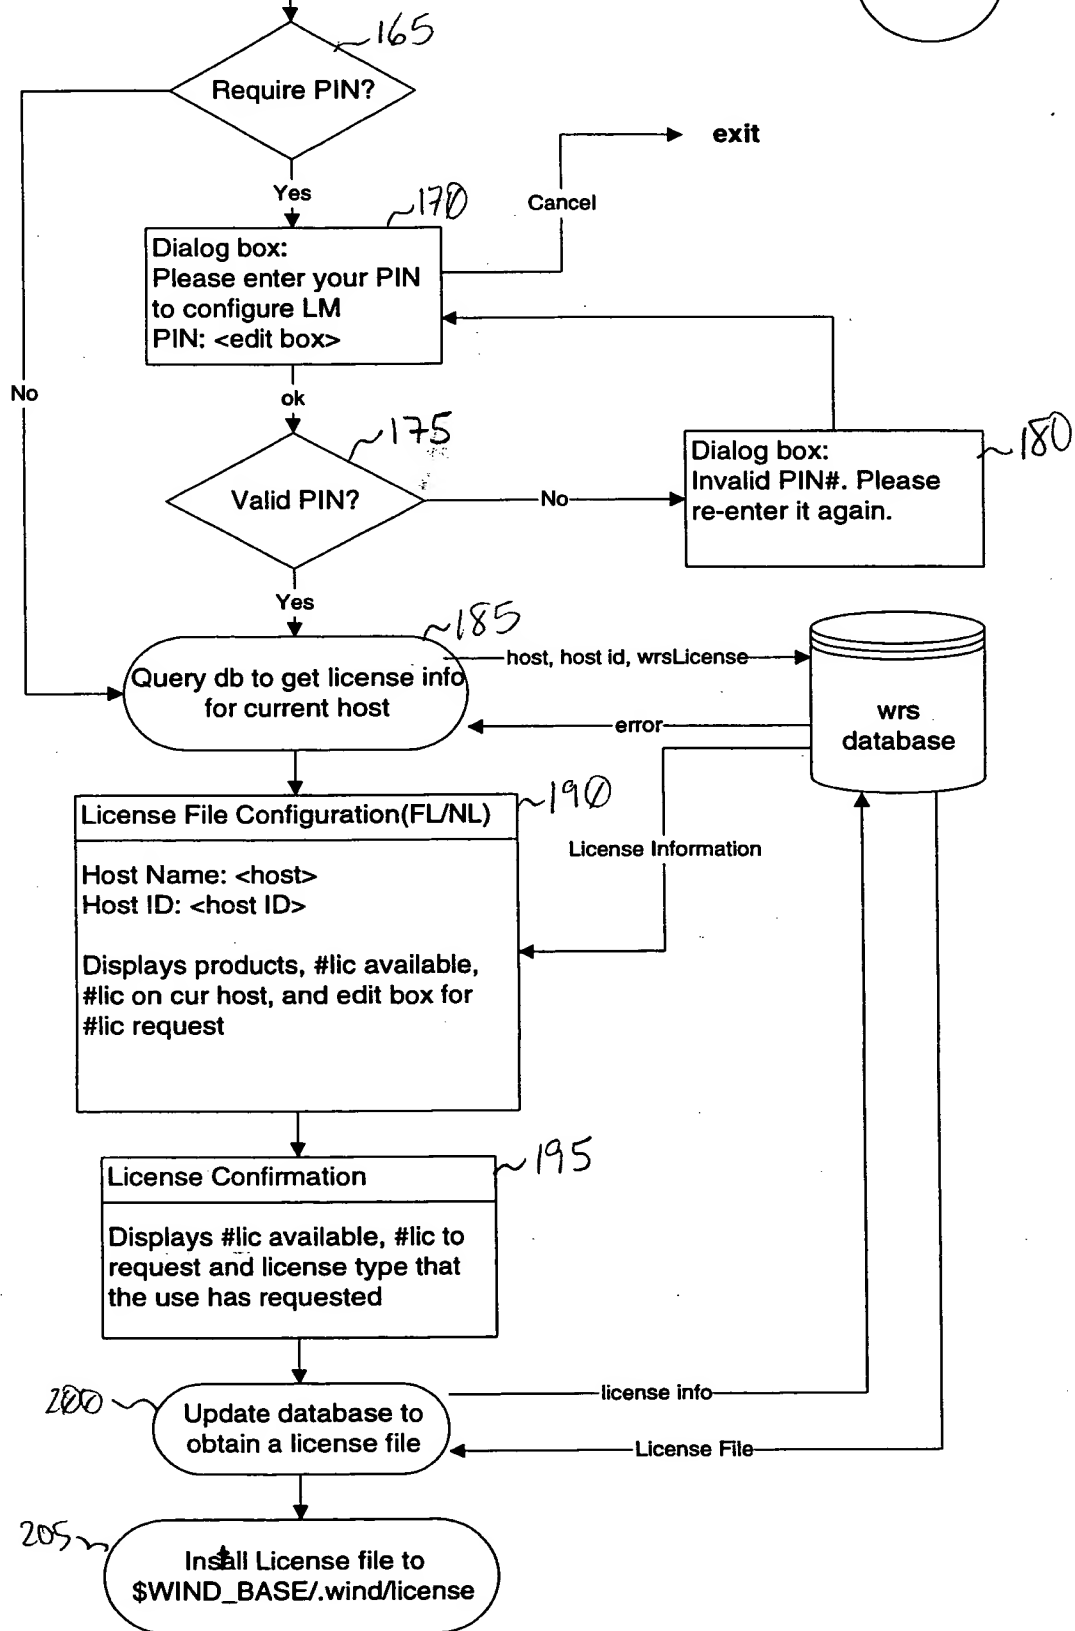 165
Require PIN?
exit
Cancel
Yes
170
Dialog box:
Please enter your PIN
to configure LM
PIN: <edit box>
No
ok
175
Valid PIN?
No
180
Dialog box:
Invalid PIN#. Please
re-enter it again.
Yes
185
Query db to get license info
for current host
host, host id, wrsLicense
error
wrs
database
190
License File Configuration(FL/NL)
Host Name: <host>
Host ID: <host ID>
Displays products, #lic available,
#lic on cur host, and edit box for
#lic request
License Information
195
License Confirmation
Displays #lic available, #lic to
request and license type that
the use has requested
200
Update database to
obtain a license file
license info
License File
205
Install License file to
$WIND_BASE/.wind/license